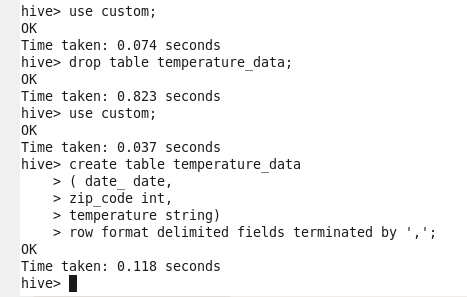 hive> use custom;
OK
Time taken: 0.074 seconds
hive> drop table temperature_data;
OK
Time taken: 0.823 seconds
hive> use custom;
OK
Time taken: 0.037 seconds
hive> create table temperature_data
    > ( date_ date,
    > zip_code int,
    > temperature string)
    > row format delimited fields terminated by ',';
OK
Time taken: 0.118 seconds
hive>